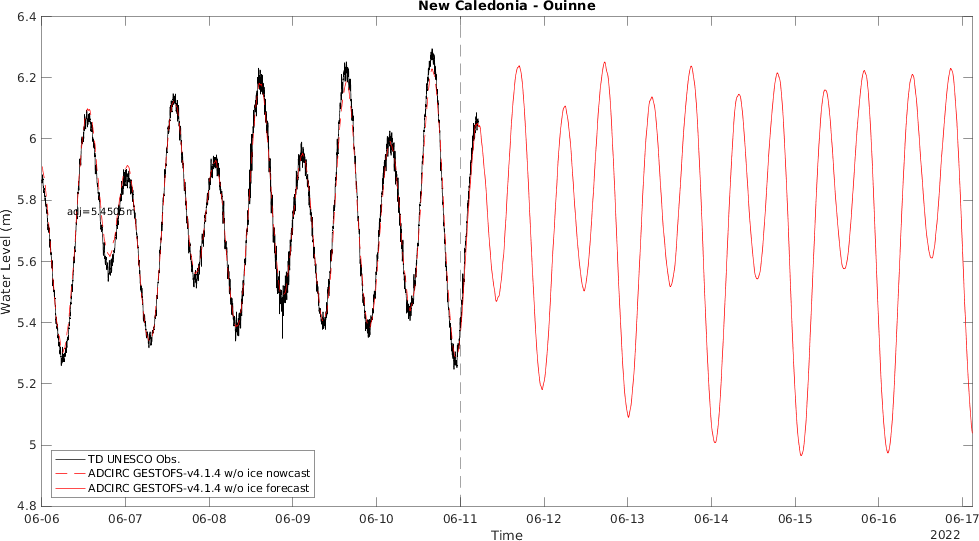 New Caledonia - Ouinne
6.4
6.2
6
5.8
5.6
5.4
5.2
5
4.8
Water Level (m)
adj=5.4505m
TD UNESCO Obs.
ADCIRC GESTOFS-v4.1.4 w/o ice nowcast
ADCIRC GESTOFS-v4.1.4 w/o ice forecast
06-06 06-07 06-08 06-09 06-10 06-11 06-12 06-13 06-14 06-15 06-16 06-17
Time
2022